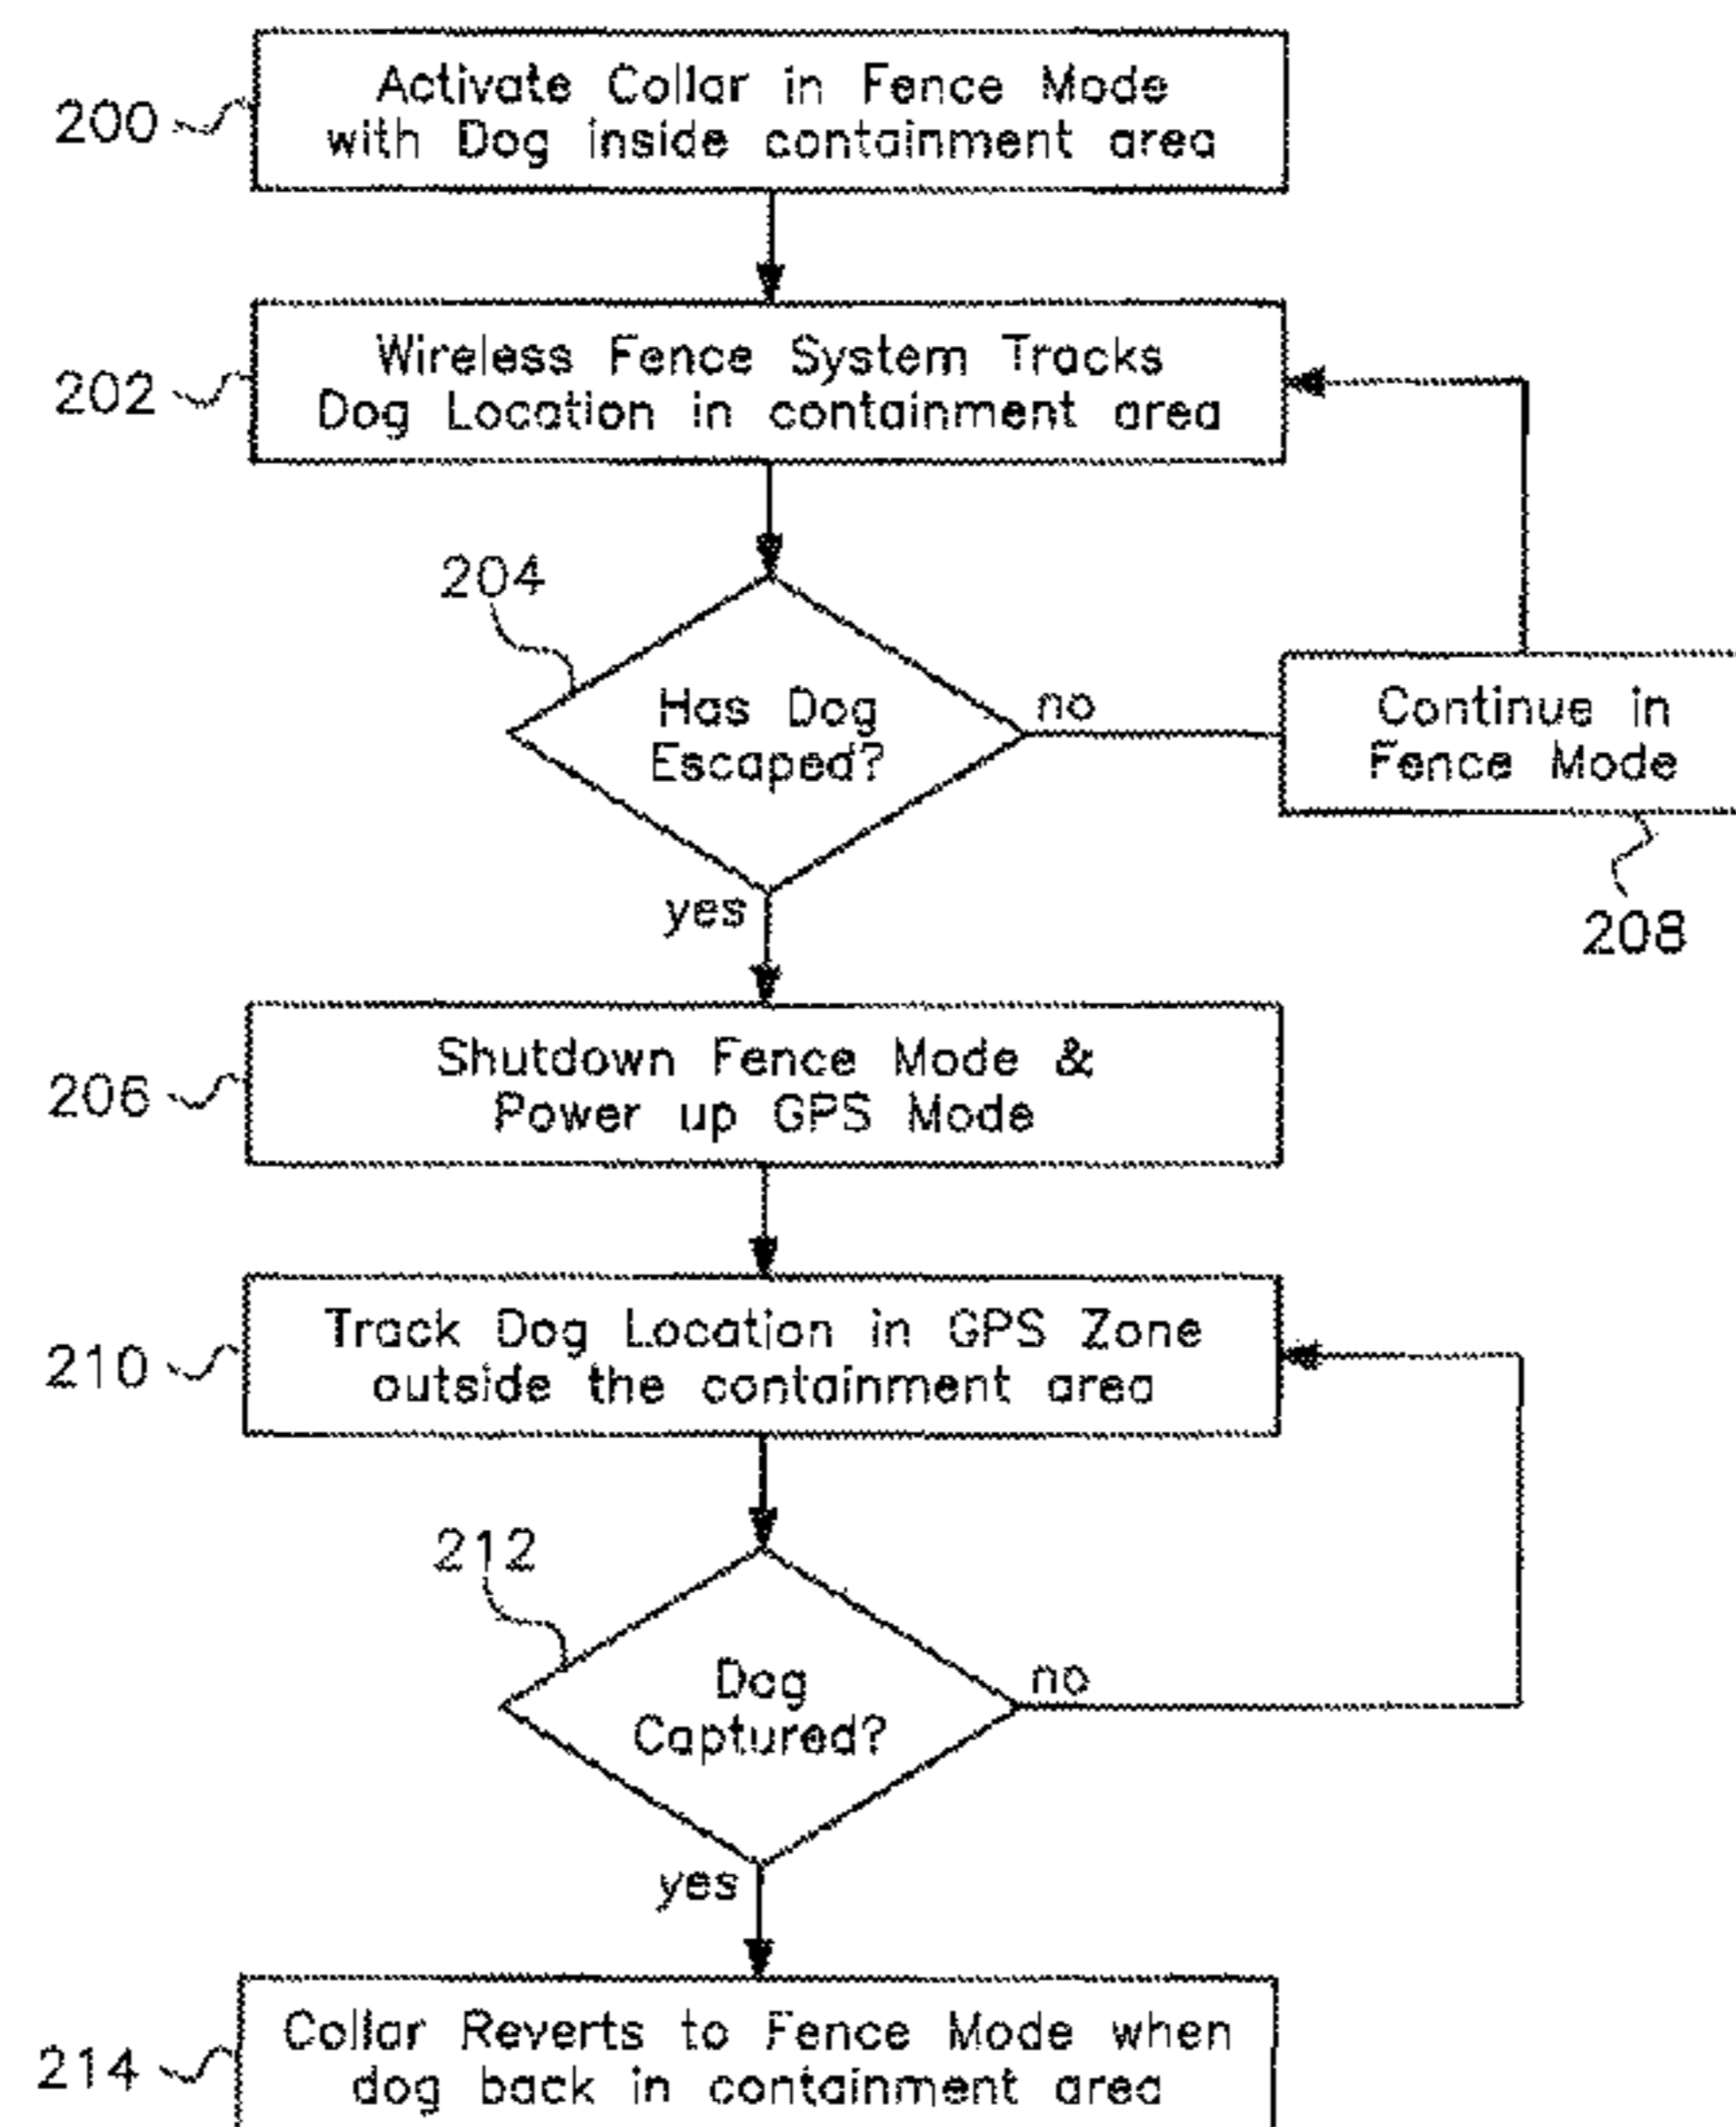 200
Activate Collar in Fence Mode
with Dog inside containment area
202
Wireless Fence System Tracks
Dog Location in containment area
204
Has Dog
Escaped?
no
Continue in
Fence Mode
208
yes
206
Shutdown Fence Mode &
Power up GPS Mode
210
Track Dog Location in GPS Zone
outside the containment area
212
Dog
Captured?
no
yes
214
Collar Reverts to Fence Mode when
dog back in containment area